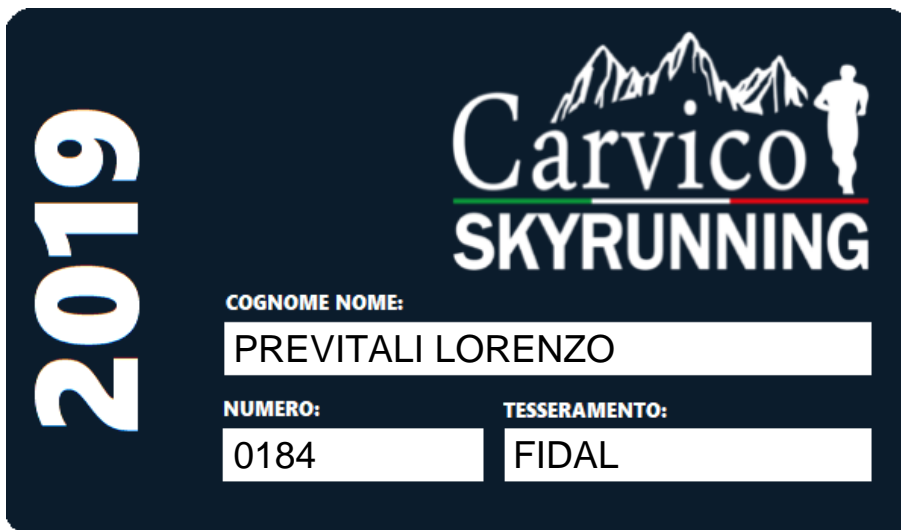 2019
Carvico
SKYRUNNING
COGNOME NOME:
PREVITALI LORENZO
NUMERO: TESSERAMENTO:
0184 FIDAL